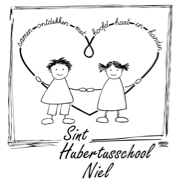 samen-ontdekken-met hoofd-hart-en-handen
Sint
Hubertusschool
Niel